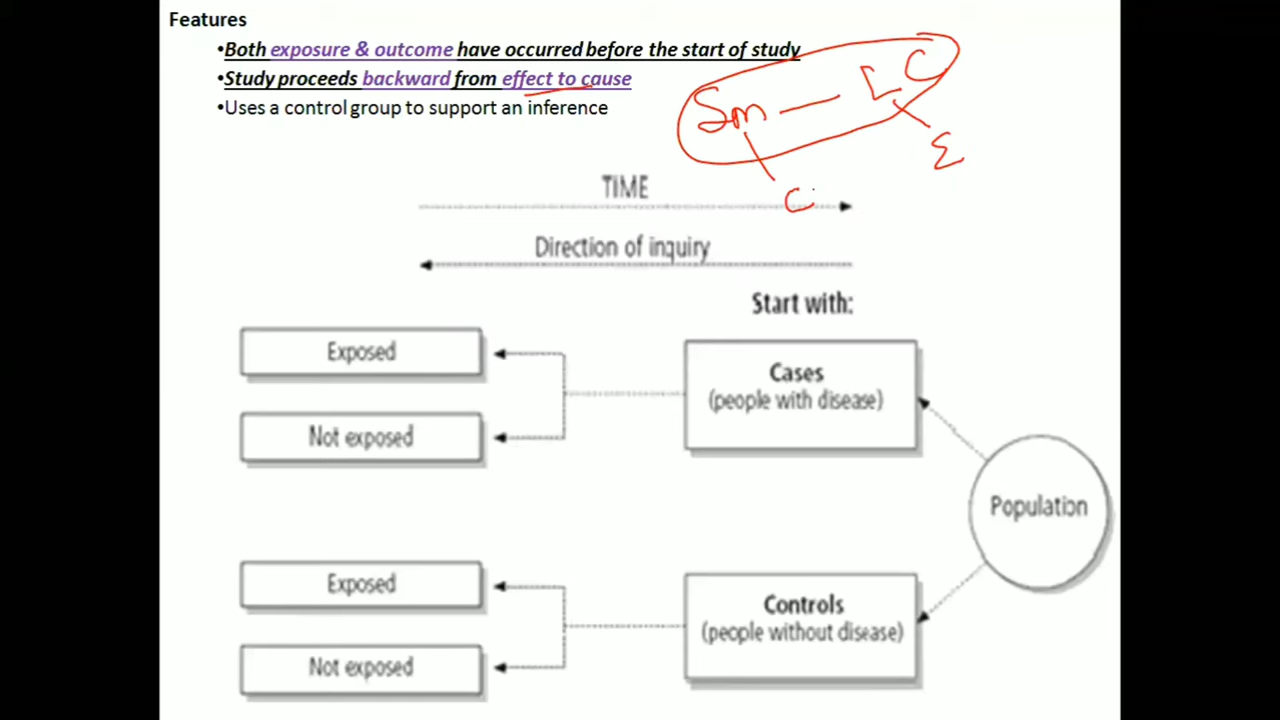 Features
•Both exposure & outcome have occurred before the start of study
•Study proceeds backward from effect to cause
•Uses a control group to support an inference
Sm — LC
E
C
TIME
Direction of inquiry
Start with:
Exposed
Cases
(people with disease)
Not exposed
Population
Exposed
Controls
(people without disease)
Not exposed